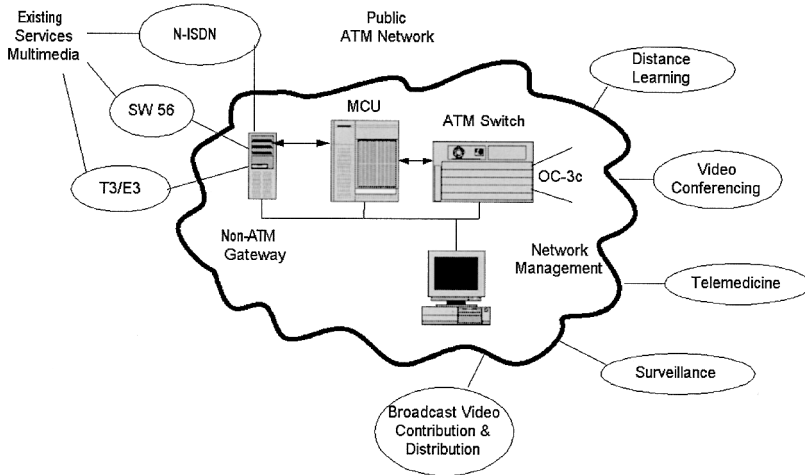 Existing
Services
Multimedia
N-ISDN
Public
ATM Network
Distance
Learning
SW 56
MCU
ATM Switch
T3/E3
OC-3c
Video
Conferencing
Non-ATM
Gateway
Network
Management
Telemedicine
Surveillance
Broadcast Video
Contribution &
Distribution